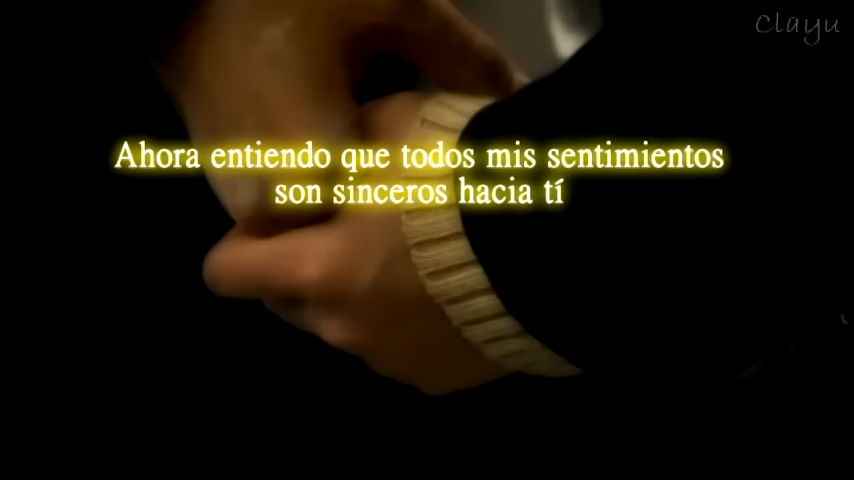 Clayu
Ahora entiendo que todos mis sentimientos
son sinceros hacia tí